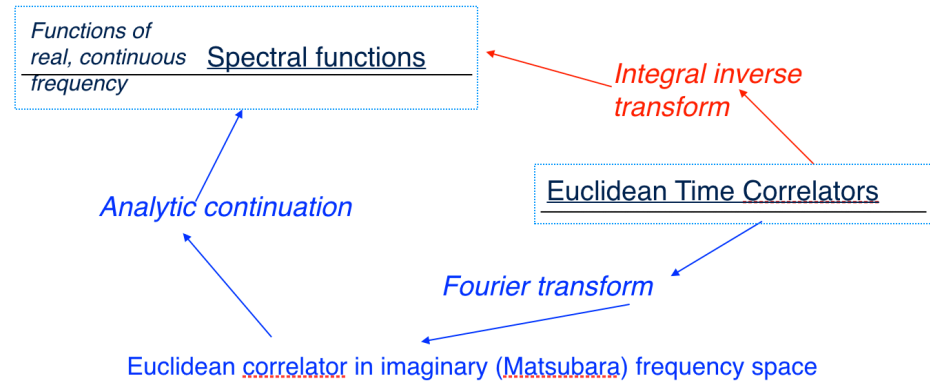 Functions of
real, continuous Spectral functions
frequency
Integral inverse
transform
Euclidean Time Correlators
Analytic continuation
Fourier transform
Euclidean correlator in imaginary (Matsubara) frequency space